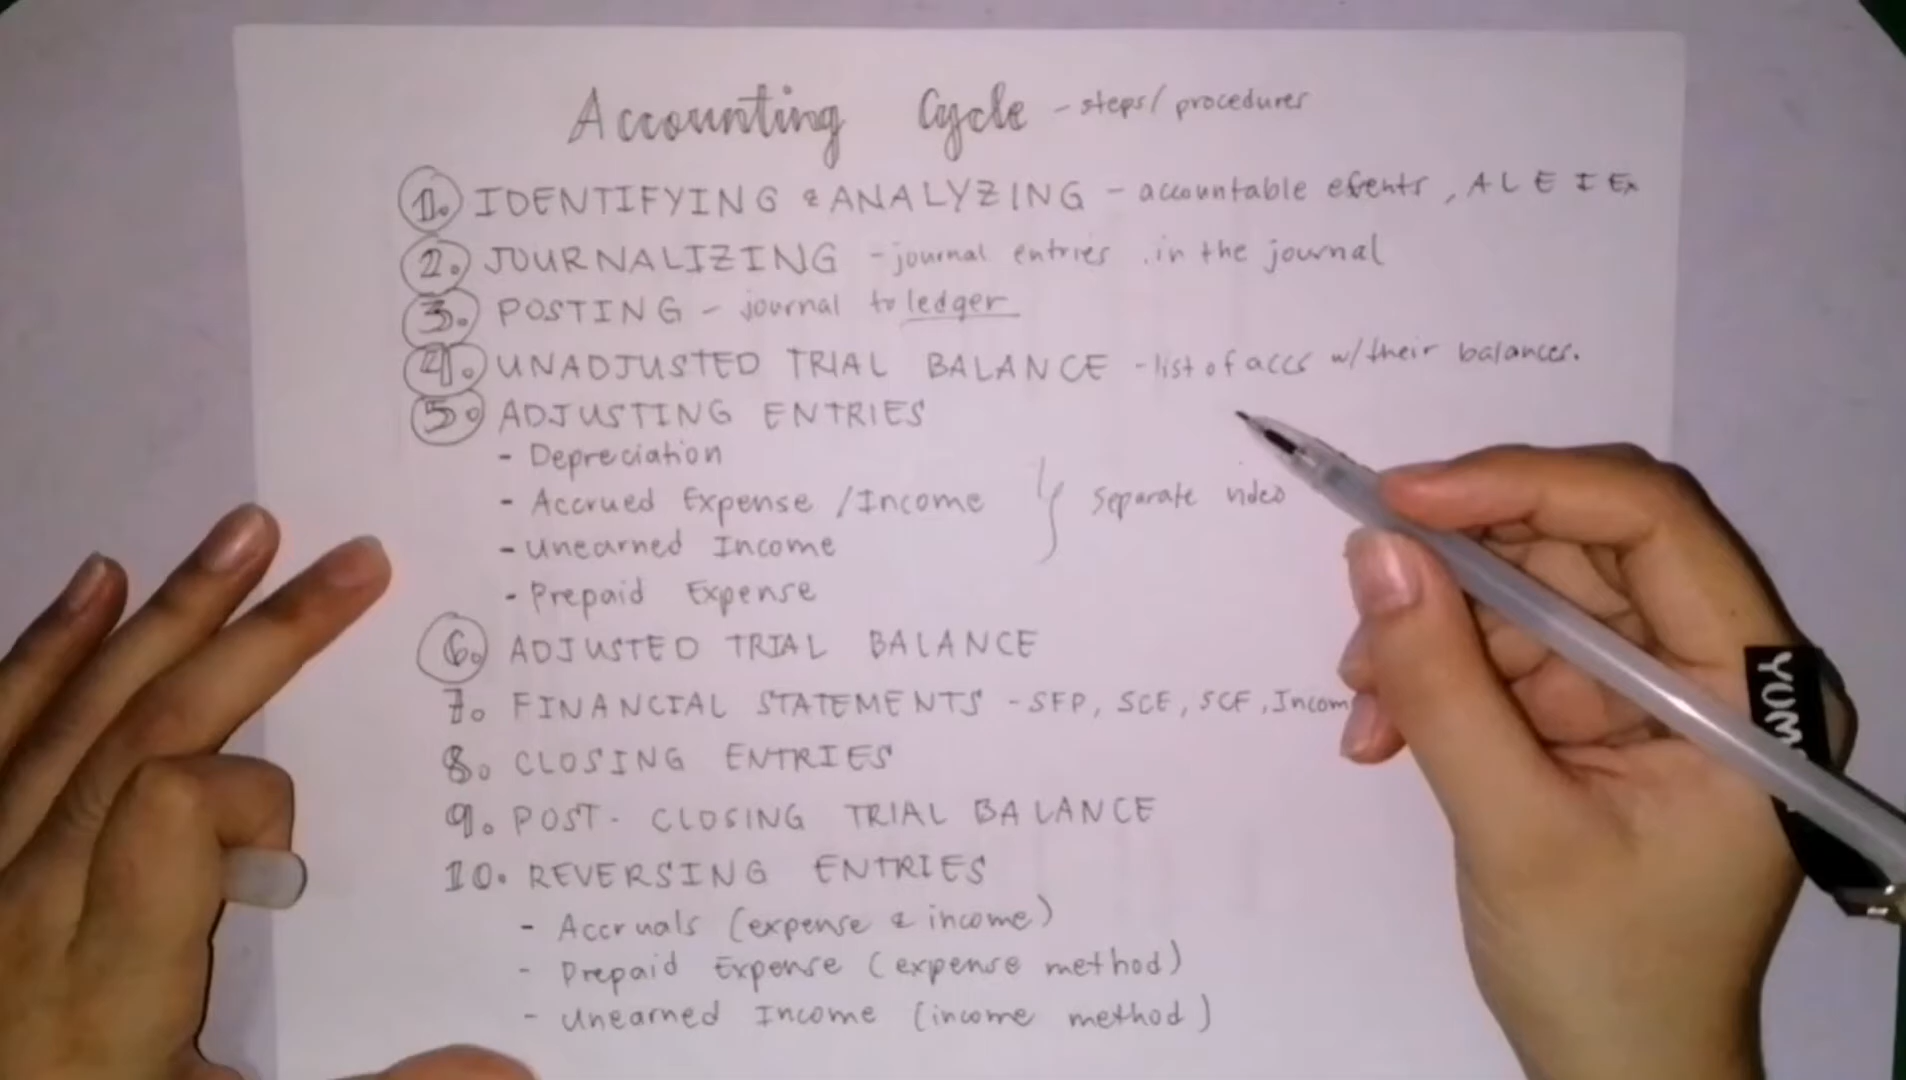 Accounting Cycle - steps/procedures
1. IDENTIFYING & ANALYZING - accountable events, A L E I Ex
2. JOURNALIZING - journal entries in the journal
3. POSTING - journal to ledger
4. UNADJUSTED TRIAL BALANCE - list of accs w/their balances.
5. ADJUSTING ENTRIES
- Depreciation
- Accrued Expense /Income
separate video
- Unearned Income
- Prepaid Expense
6. ADJUSTED TRIAL BALANCE
7. FINANCIAL STATEMENTS - SFP, SCE, SCF, Incom
8. CLOSING ENTRIES
9. POST-CLOSING TRIAL BALANCE
10. REVERSING ENTRIES
- Accruals (expense & income)
- Prepaid Expense (expense method)
- Unearned Income (income method)